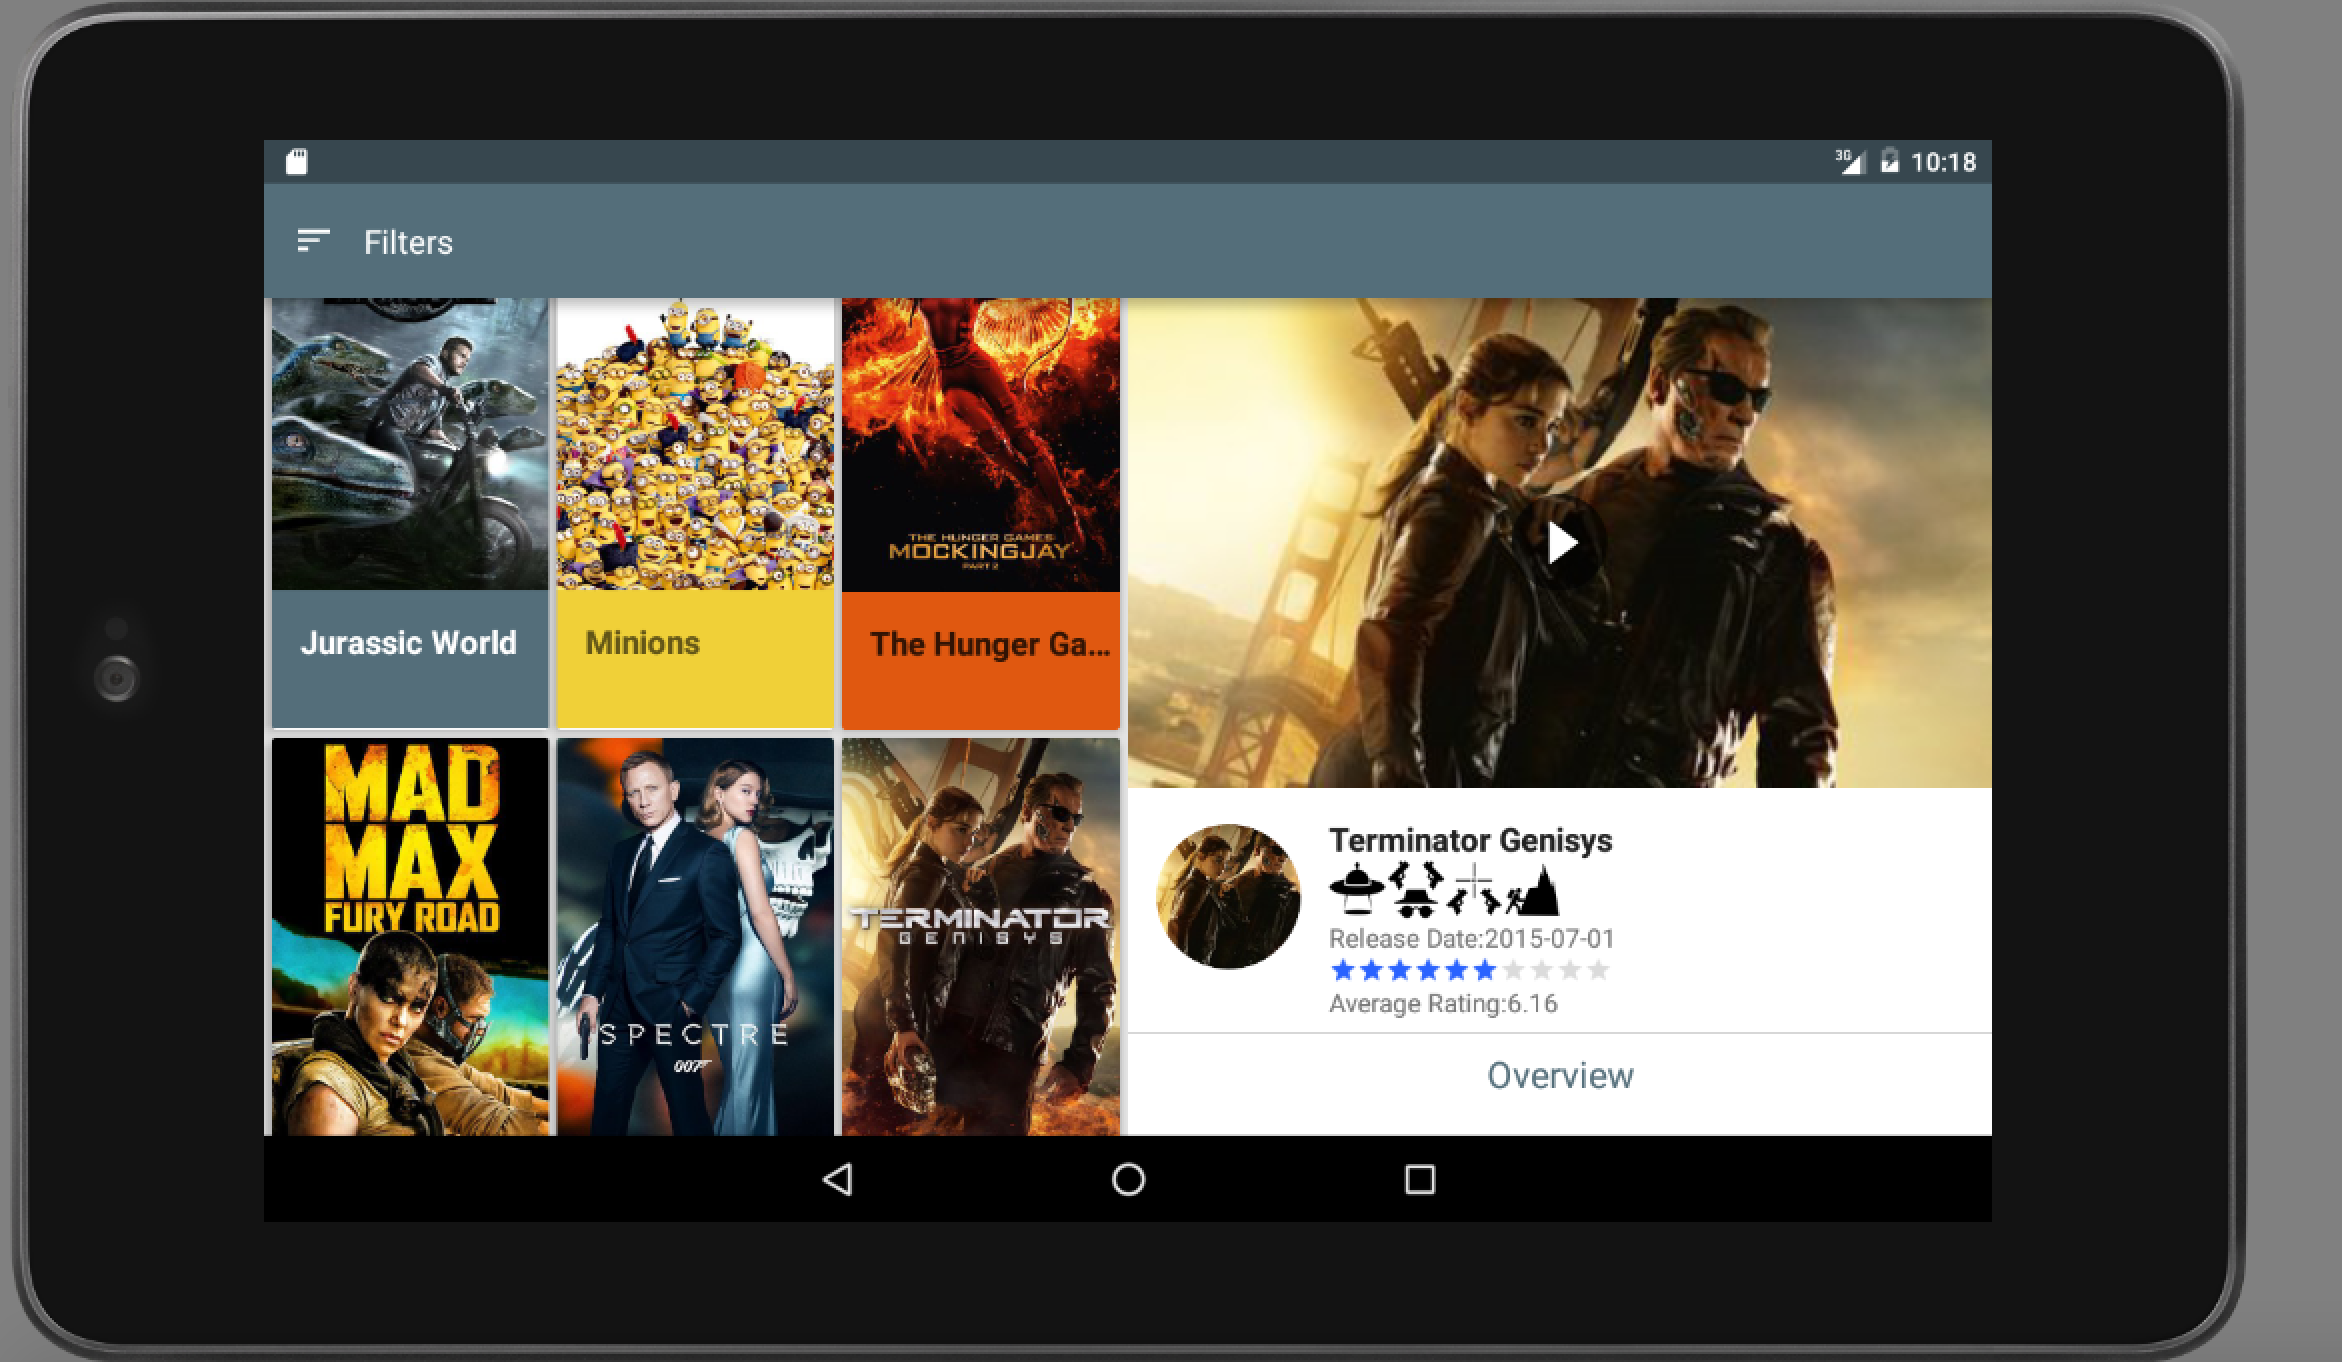 3G 10:18
Filters
THE HUNGER GAMES
MOCKINGJAY
PART 2
Jurassic World
Minions
The Hunger Ga...
MAD
MAX
FURY ROAD
SPECTRE
007
TERMINATOR
GENISYS
Terminator Genisys
Release Date:2015-07-01
Average Rating:6.16
Overview